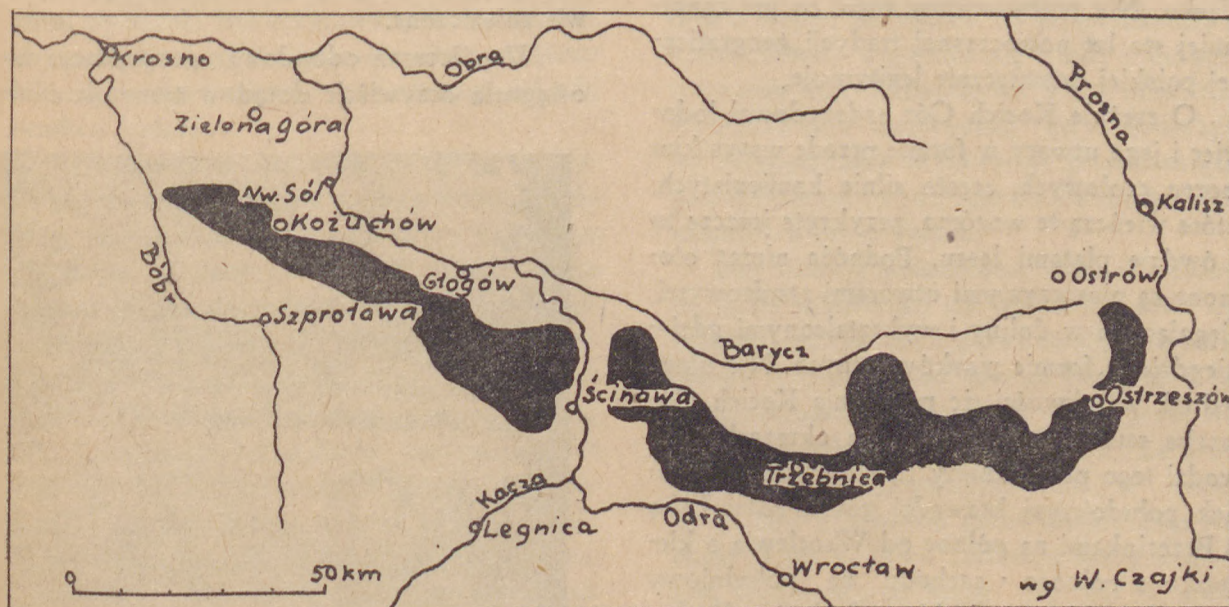 Krosno
Obra
Prosna
Zielona góra
Nw. Sól
Kożuchów
Kalisz
Bóbr
Głogów
Ostrów
Szprotawa
Barycz
Ścinawa
Ostrzeszów
Trzebnica
Kacza
Legnica
Odra
Wrocław
0 50 km
wg W. Czajki